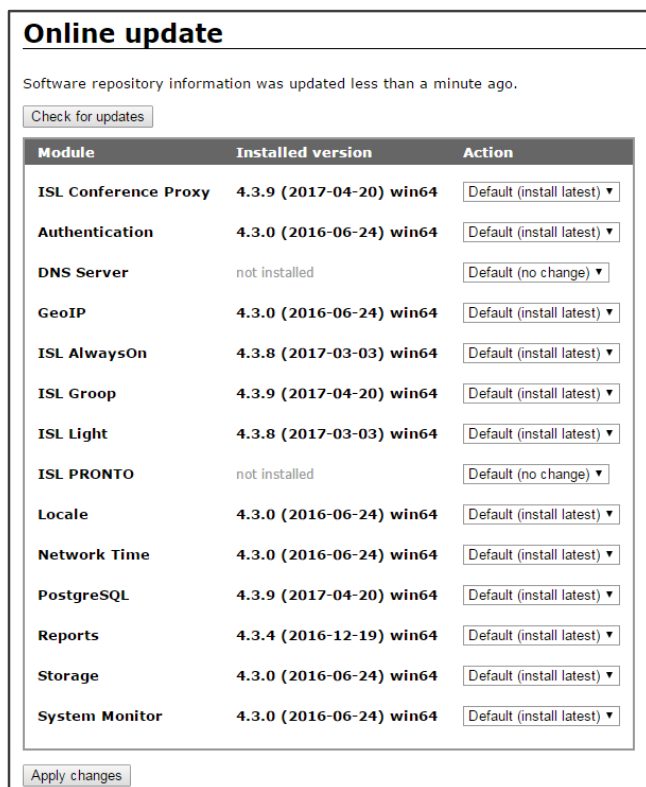 Online update
Software repository information was updated less than a minute ago.
Check for updates
Module Installed version Action
ISL Conference Proxy 4.3.9 (2017-04-20) win64 Default (install latest) ▼
Authentication 4.3.0 (2016-06-24) win64 Default (install latest) ▼
DNS Server not installed Default (no change) ▼
GeoIP 4.3.0 (2016-06-24) win64 Default (install latest) ▼
ISL AlwaysOn 4.3.8 (2017-03-03) win64 Default (install latest) ▼
ISL Groop 4.3.9 (2017-04-20) win64 Default (install latest) ▼
ISL Light 4.3.8 (2017-03-03) win64 Default (install latest) ▼
ISL PRONTO not installed Default (no change) ▼
Locale 4.3.0 (2016-06-24) win64 Default (install latest) ▼
Network Time 4.3.0 (2016-06-24) win64 Default (install latest) ▼
PostgreSQL 4.3.9 (2017-04-20) win64 Default (install latest) ▼
Reports 4.3.4 (2016-12-19) win64 Default (install latest) ▼
Storage 4.3.0 (2016-06-24) win64 Default (install latest) ▼
System Monitor 4.3.0 (2016-06-24) win64 Default (install latest) ▼
Apply changes